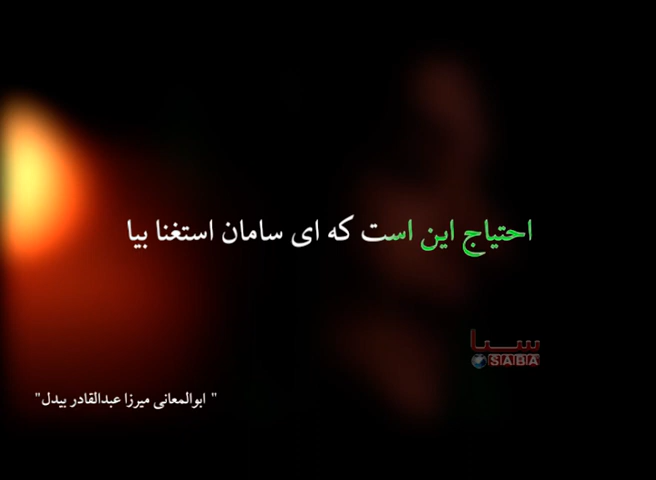 احتیاج این است که ای سامان استغنا بیا
سبا
SABA
" ابوالمعانی میرزا عبدالقادر بیدل"